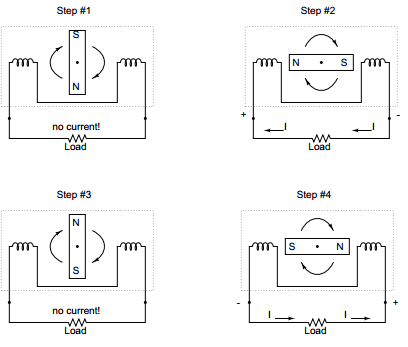 Step #1
S
N
no current!
Load
Step #2
N S
+ -
I I
Load
Step #3
N
S
no current!
Load
Step #4
S N
- +
I I
Load